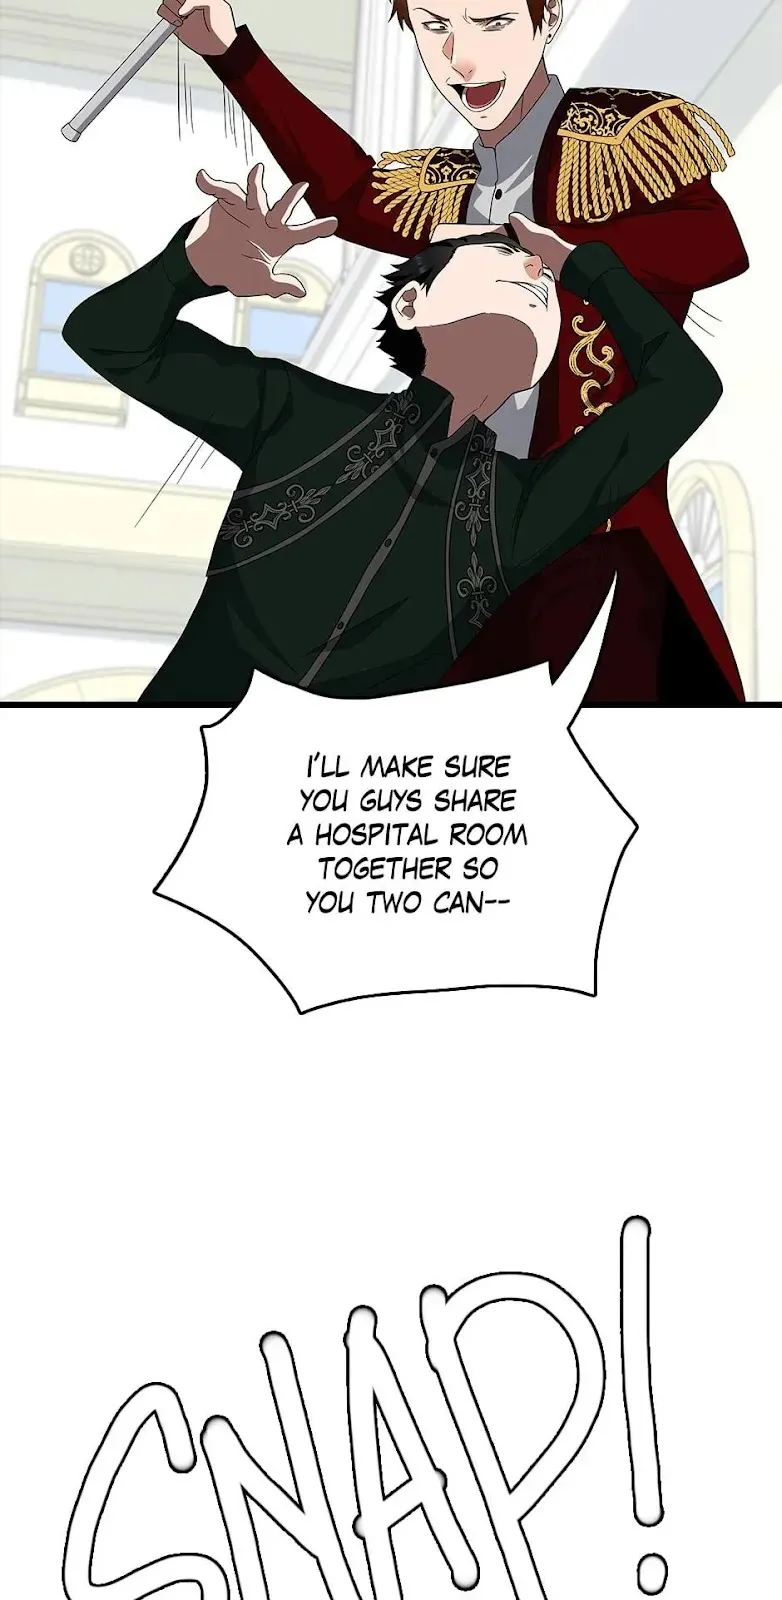 I'LL MAKE SURE
YOU GUYS SHARE
A HOSPITAL ROOM
TOGETHER SO
YOU TWO CAN--
SNAP!